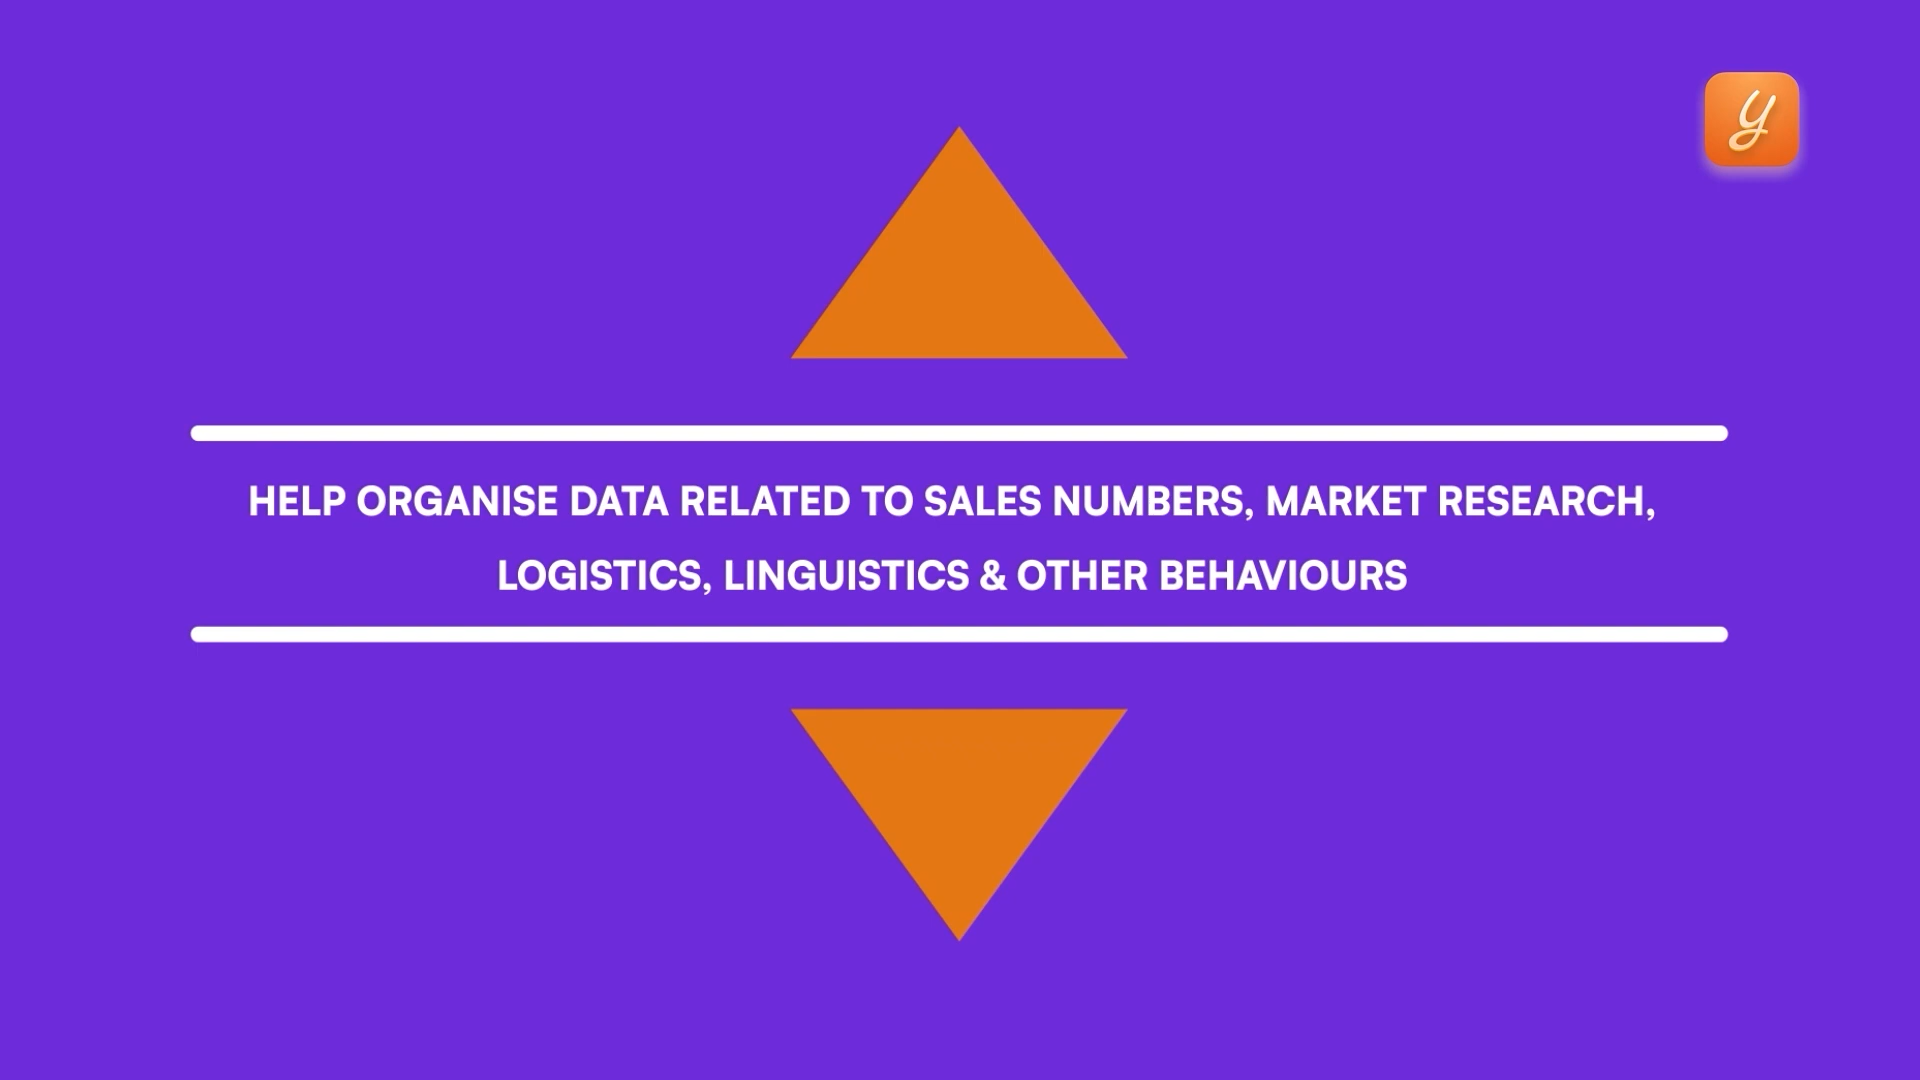 y
HELP ORGANISE DATA RELATED TO SALES NUMBERS, MARKET RESEARCH,
LOGISTICS, LINGUISTICS & OTHER BEHAVIOURS